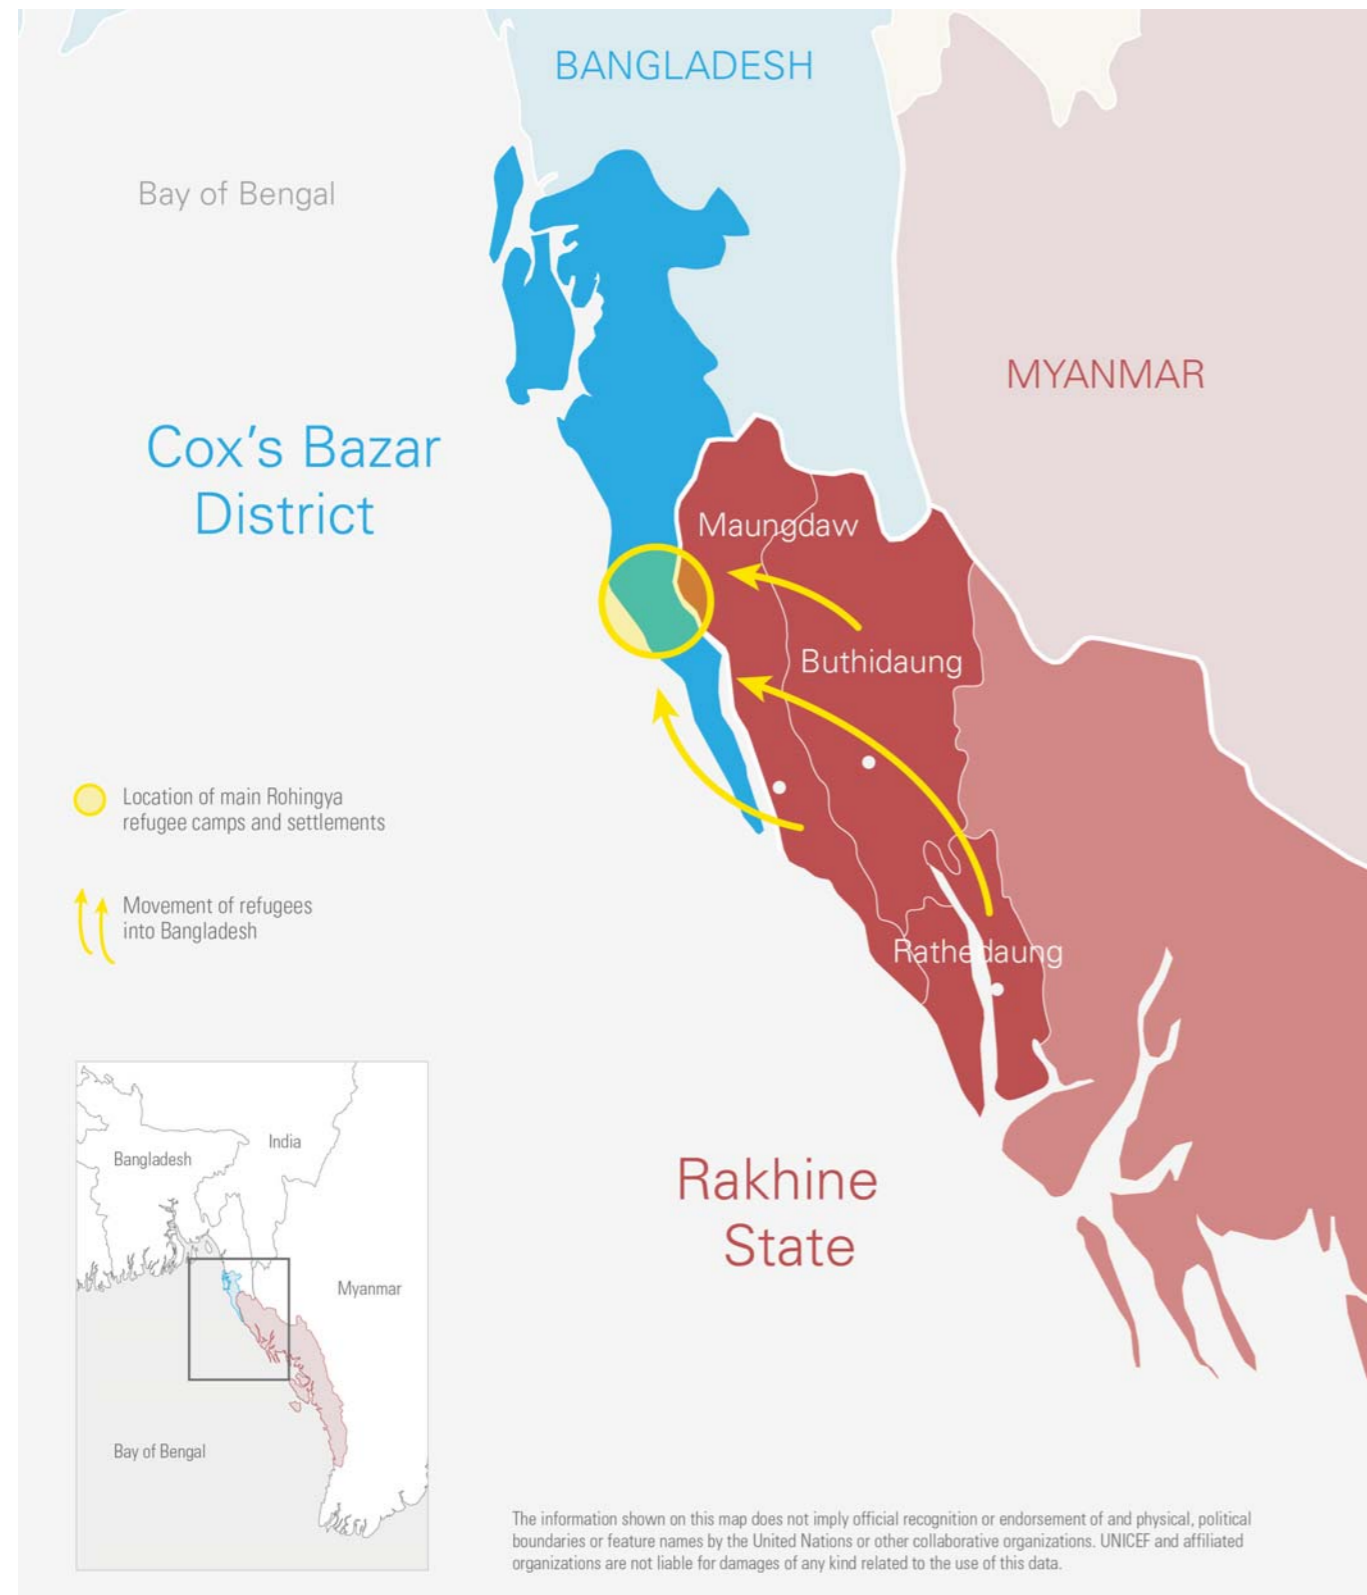 BANGLADESH
Bay of Bengal
MYANMAR
Cox's Bazar
District
Maungdaw
Buthidaung
Location of main Rohingya
refugee camps and settlements
Movement of refugees
into Bangladesh
Rathedaung
India
Bangladesh
Rakhine
State
Myanmar
Bay of Bengal
The information shown on this map does not imply official recognition or endorsement of and physical, political
boundaries or feature names by the United Nations or other collaborative organizations. UNICEF and affiliated
organizations are not liable for damages of any kind related to the use of this data.